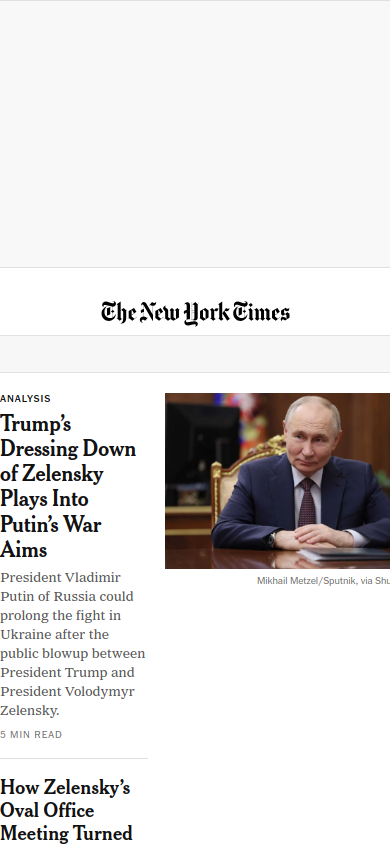 The New York Times
ANALYSIS
Trump's
Dressing Down
of Zelensky
Plays Into
Putin's War
Aims
President Vladimir
Putin of Russia could
prolong the fight in
Ukraine after the
public blowup between
President Trump and
President Volodymyr
Zelensky.
5 MIN READ
Mikhail Metzel/Sputnik, via
How Zelensky's
Oval Office
Meeting Turned